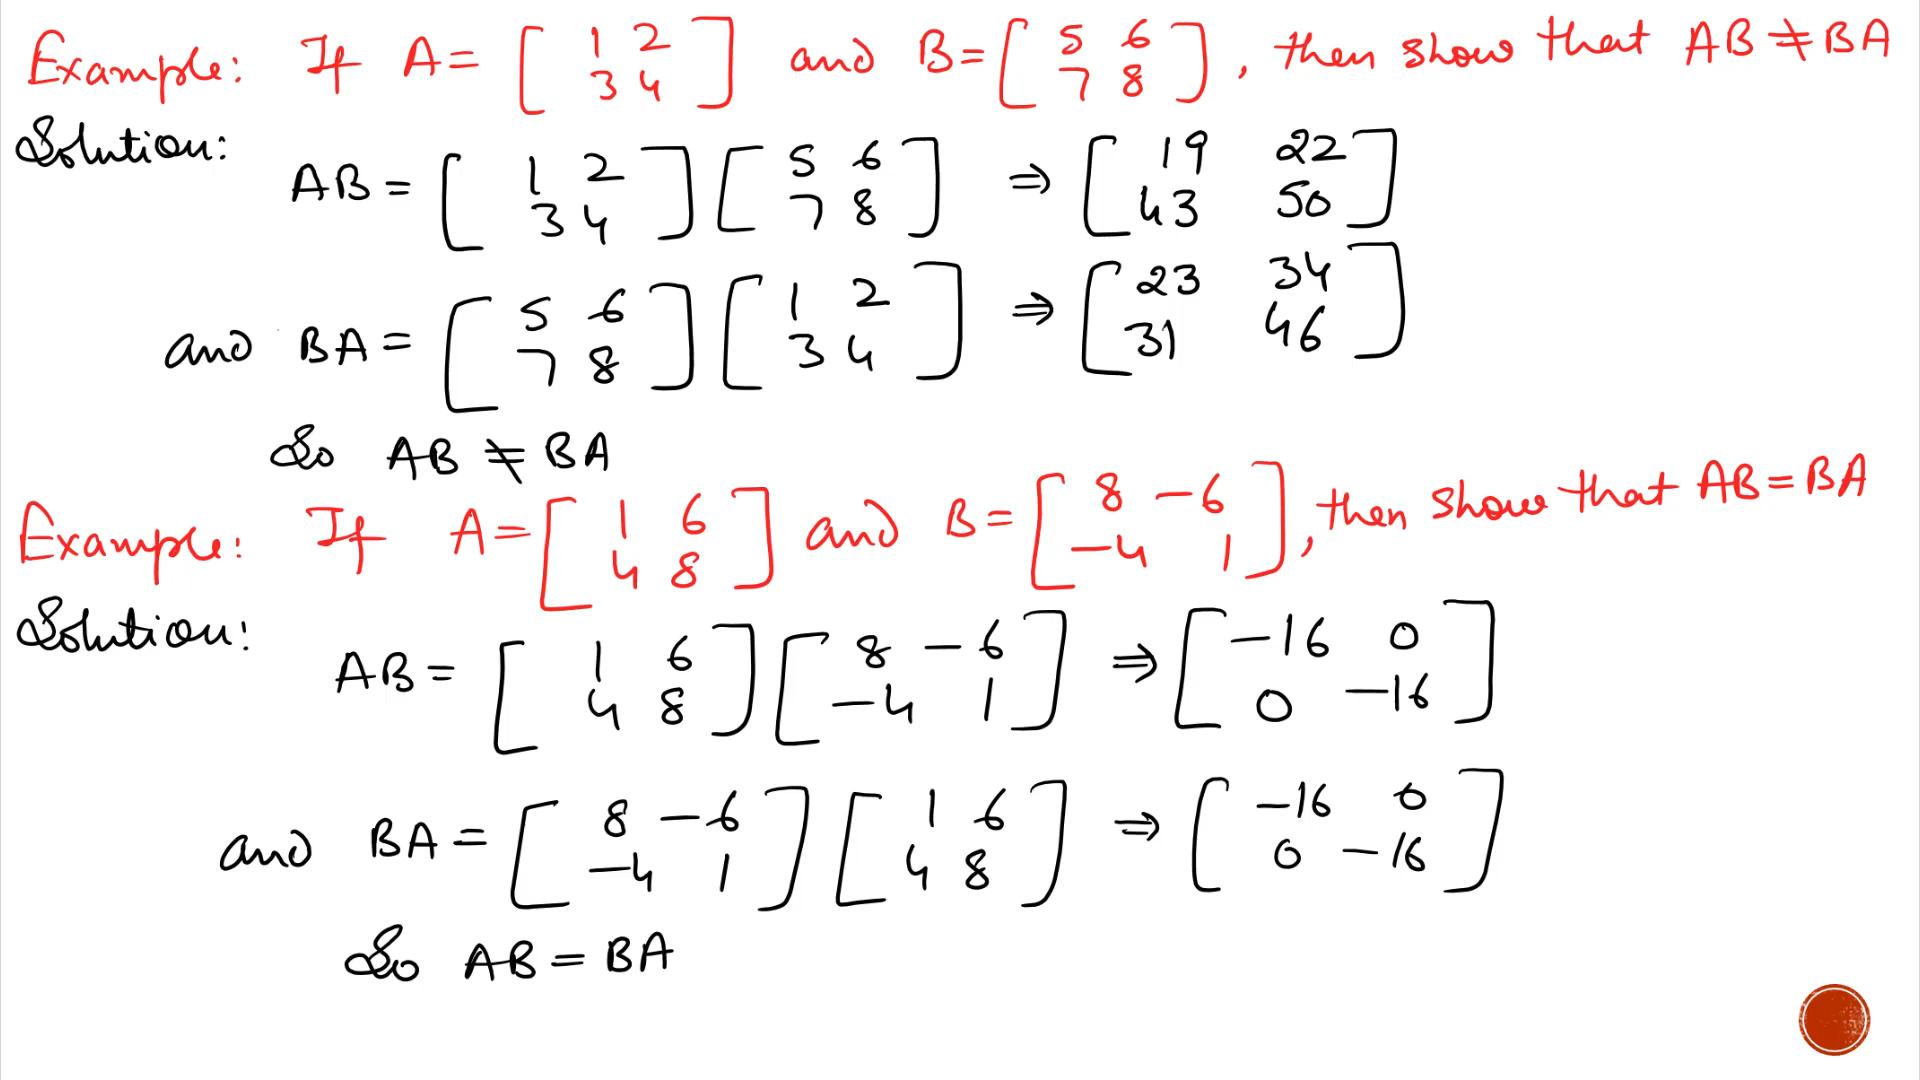 Example: If A = [ 1 2 3 4 ] and B = [ 5 6 7 8 ], then show that AB ≠ BA
Solution:
AB = [ 1 2 3 4 ] [ 5 6 7 8 ] ⇒ [ 19 22 43 50 ]
and BA = [ 5 6 7 8 ] [ 1 2 3 4 ] ⇒ [ 23 34 31 46 ]
So AB ≠ BA
Example: If A = [ 1 6 4 8 ] and B = [ 8 -6 -4 1 ], then show that AB = BA
Solution:
AB = [ 1 6 4 8 ] [ 8 -6 -4 1 ] ⇒ [ -16 0 0 -16 ]
and BA = [ 8 -6 -4 1 ] [ 1 6 4 8 ] ⇒ [ -16 0 0 -16 ]
So AB = BA